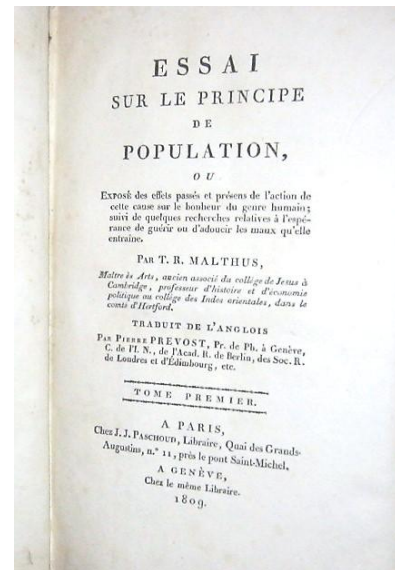 ESSAI
SUR LE PRINCIPE
DE
POPULATION,
OU
EXPOSÉ des effets passés et présens de l'action de
cette cause sur le bonheur du genre humain;
suivi de quelques recherches relatives à l'espé-
rance de guérir ou d'adoucir les maux qu'elle
entraine.
PAR T. R. MALTHUS,
Maître ès Arts, ancien associé du collège de Jesus à
Cambridge, professeur d'histoire et d'économie
politique au collège des Indes orientales, dans le
comté d'Hertford.
TRADUIT DE L'ANGLOIS
PAR PIERRE PREVOST, Pr. de Ph. à Genève,
C. de l'I. N., de l'Acad. R. de Berlin, des Soc. R.
de Londres et d'Édimbourg, etc.
TOME PREMIER.
A PARIS,
Chez J. J. PASCHOUD, Libraire, Quai des Grands-
Augustins, n.° 11, près le pont Saint-Michel.
A GENÈVE,
Chez le même Libraire.
1809.